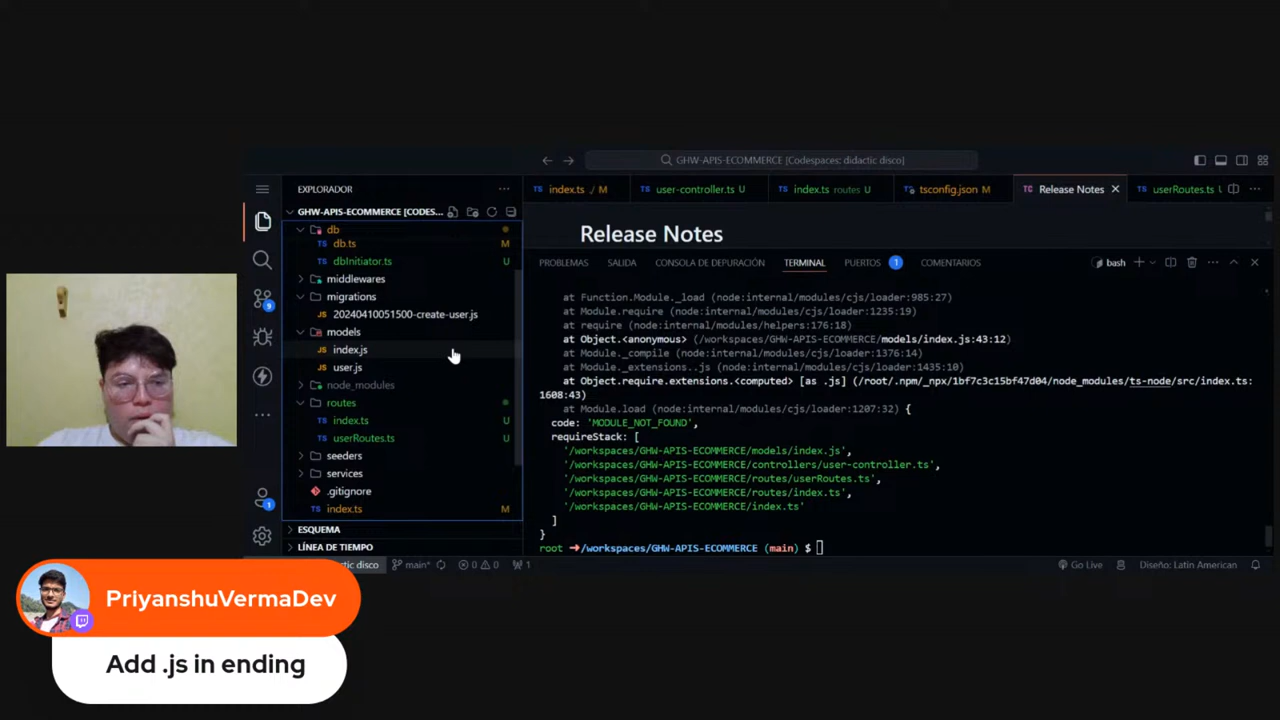 GHW-APIS-ECOMMERCE [Codespaces: didactic disco]
EXPLORADOR
index.ts ./ M
user-controller.ts U
index.ts routes U
tsconfig.json M
Release Notes
userRoutes.ts U
GHW-APIS-ECOMMERCE [CODES...
db
db.ts M
dbInitiator.ts U
middlewares
migrations
20240410051500-create-user.js
models
index.js
user.js
node_modules
routes
index.ts U
userRoutes.ts U
seeders
services
.gitignore
index.ts M
ESQUEMA
LÍNEA DE TIEMPO
Release Notes
PROBLEMS SALIDA CONSOLA DE DEPURACIÓN TERMINAL PUERTOS 1 COMENTARIOS
bash
at Function.Module._load (node:internal/modules/cjs/loader:985:27)
at Module.require (node:internal/modules/cjs/loader:1235:19)
at require (node:internal/modules/helpers:176:18)
at Object.<anonymous> (/workspaces/GHW-APIS-ECOMMERCE/models/index.js:43:12)
at Module._compile (node:internal/modules/cjs/loader:1376:14)
at Module._extensions..js (node:internal/modules/cjs/loader:1435:10)
at Object.require.extensions.<computed> [as .js] (/root/.npm/_npx/1bf7c3c15bf47d04/node_modules/ts-node/src/index.ts:
1608:43)
at Module.load (node:internal/modules/cjs/loader:1207:32) {
code: 'MODULE_NOT_FOUND',
requireStack: [
'/workspaces/GHW-APIS-ECOMMERCE/models/index.js',
'/workspaces/GHW-APIS-ECOMMERCE/controllers/user-controller.ts',
'/workspaces/GHW-APIS-ECOMMERCE/routes/userRoutes.ts',
'/workspaces/GHW-APIS-ECOMMERCE/routes/index.ts',
'/workspaces/GHW-APIS-ECOMMERCE/index.ts'
]
}
root ➜/workspaces/GHW-APIS-ECOMMERCE (main) $
9
1
dactic disco main* 0 0 1
Go Live Diseño: Latin American
PriyanshuVermaDev
Add .js in ending